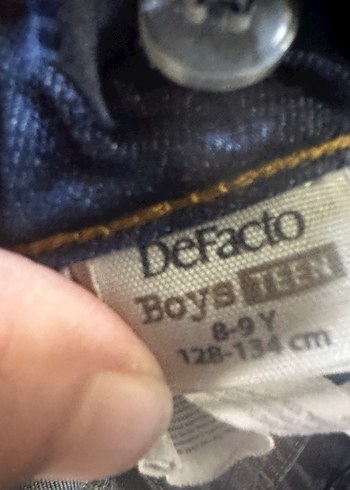 DeFacto
Boys TEEN
8-9 Y
128-134 cm